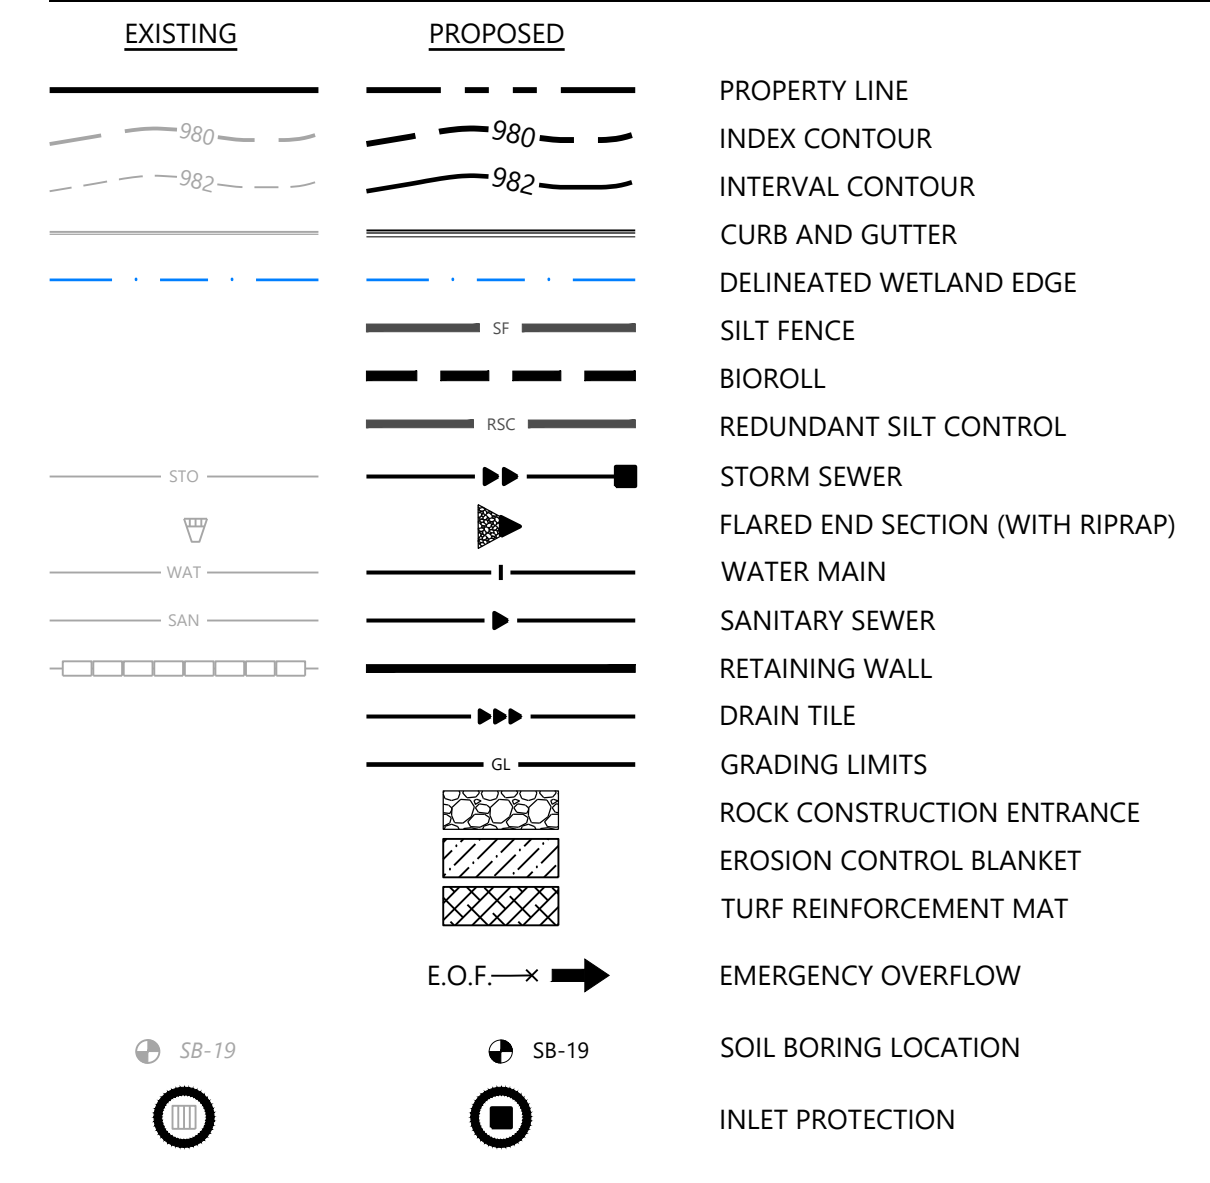 EXISTING PROPOSED
PROPERTY LINE
980 980 INDEX CONTOUR
982 982 INTERVAL CONTOUR
CURB AND GUTTER
DELINEATED WETLAND EDGE
SF SILT FENCE
BIOROLL
RSC REDUNDANT SILT CONTROL
STO STORM SEWER
FLARED END SECTION (WITH RIPRAP)
WAT WATER MAIN
SAN SANITARY SEWER
RETAINING WALL
DRAIN TILE
GL GRADING LIMITS
ROCK CONSTRUCTION ENTRANCE
EROSION CONTROL BLANKET
TURF REINFORCEMENT MAT
E.O.F. EMERGENCY OVERFLOW
SB-19 SB-19 SOIL BORING LOCATION
INLET PROTECTION